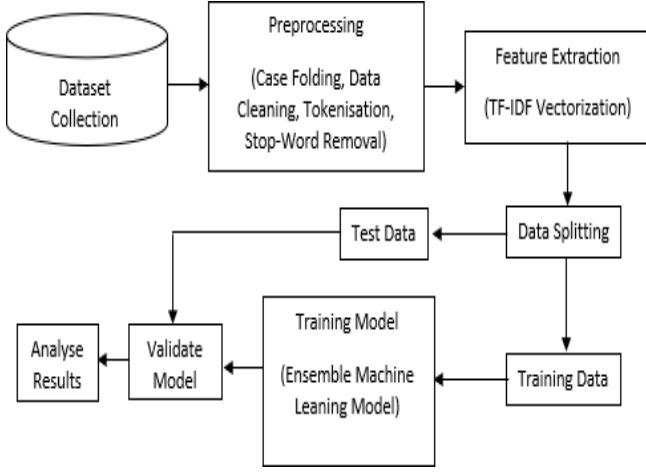 Dataset
Collection
Preprocessing
(Case Folding, Data
Cleaning, Tokenisation,
Stop-Word Removal)
Feature Extraction
(TF-IDF Vectorization)
Test Data
Data Splitting
Analyse
Results
Validate
Model
Training Model
(Ensemble Machine
Leaning Model)
Training Data